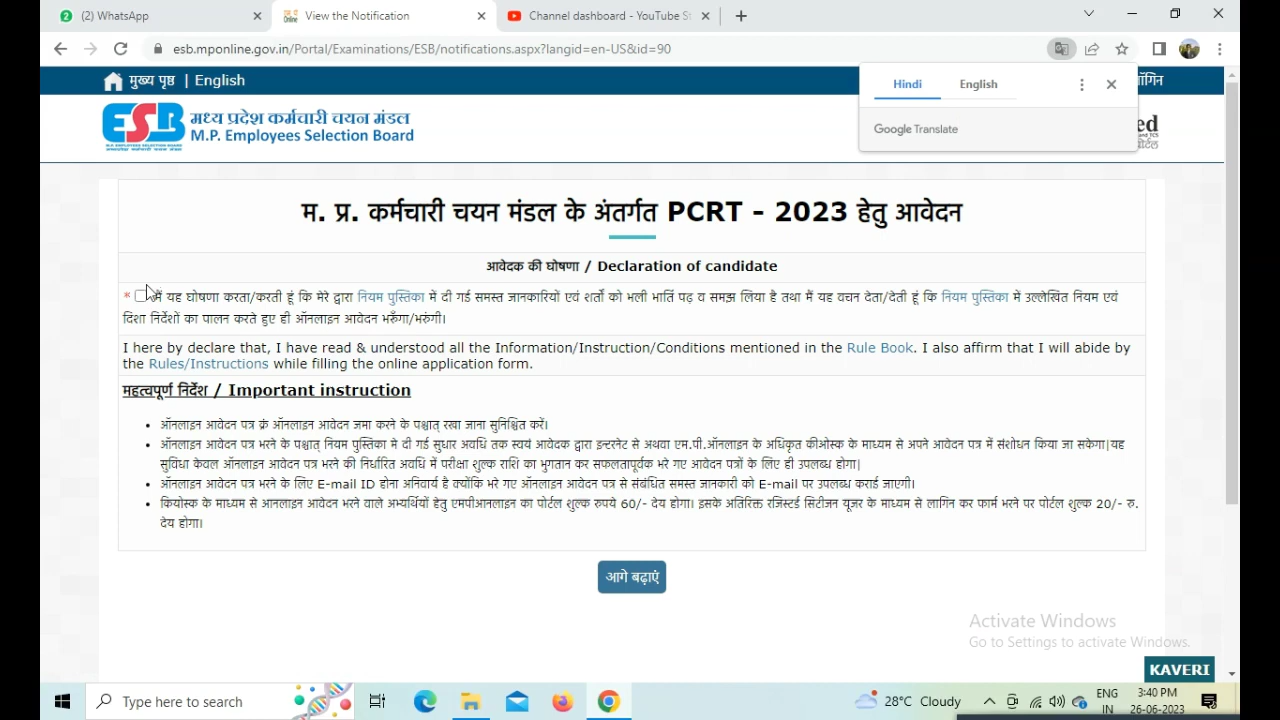 (2) WhatsApp
View the Notification
Channel dashboard - YouTube St
esb.mponline.gov.in/Portal/Examinations/ESB/notifications.aspx?langid=en-US&id=90
मुख्य पृष्ठ | English
ॉगिन
Hindi English
Google Translate
ESB
मध्य प्रदेश कर्मचारी चयन मंडल
M.P. Employees Selection Board
ed
and TCS
म. प्र. कर्मचारी चयन मंडल के अंतर्गत PCRT - 2023 हेतु आवेदन
आवेदक की घोषणा / Declaration of candidate
* मैं यह घोषणा करता/करती हूं कि मेरे द्वारा नियम पुस्तिका में दी गई समस्त जानकारियों एवं शर्तो को भली भाति पढ़ व समझ लिया है तथा मैं यह वचन देता/देती हूं कि नियम पुस्तिका में उल्लेखित नियम एवं
दिशा निर्देशों का पालन करते हुए ही ऑनलाइन आवेदन भरूँगा/भरुंगी।
I here by declare that, I have read & understood all the Information/Instruction/Conditions mentioned in the Rule Book. I also affirm that I will abide by
the Rules/Instructions while filling the online application form.
महत्वपूर्ण निर्देश / Important instruction
• ऑनलाइन आवेदन पत्र क्रं ऑनलाइन आवेदन जमा करने के पश्चात् रखा जाना सुनिश्चित करें।
• ऑनलाइन आवेदन पत्र भरने के पश्चात् नियम पुस्तिका मे दी गई सुधार अवधि तक स्वयं आवेदक द्वारा इन्टरनेट से अथवा एम.पी.ऑनलाइन के अधिकृत कीओस्क के माध्यम से अपने आवेदन पत्र में संशोधन किया जा सकेगा|यह
सुविधा केवल ऑनलाइन आवेदन पत्र भरने की निर्धारित अवधि में परीक्षा शुल्क राशि का भुगतान कर सफलतापूर्वक भरे गए आवेदन पत्रों के लिए ही उपलब्ध होगा|
• ऑनलाइन आवेदन पत्र भरने के लिए E-mail ID होना अनिवार्य है क्योंकि भरे गए ऑनलाइन आवेदन पत्र से संबंधित समस्त जानकारी को E-mail पर उपलब्ध कराई जाएगी।
• कियोस्क के माध्यम से आनलाइन आवेदन भरने वाले अभ्यर्थियों हेतु एमपीआनलाइन का पोर्टल शुल्क रुपये 60/- देय होगा। इसके अतिरिक्त रजिस्टर्ड सिटीजन यूजर के माध्यम से लागिन कर फार्म भरने पर पोर्टल शुल्क 20/- रु.
देय होगा।
आगे बढ़ाएं
Activate Windows
Go to Settings to activate Windows.
KAVERI
Type here to search
28°C Cloudy
ENG
IN
3:40 PM
26-06-2023